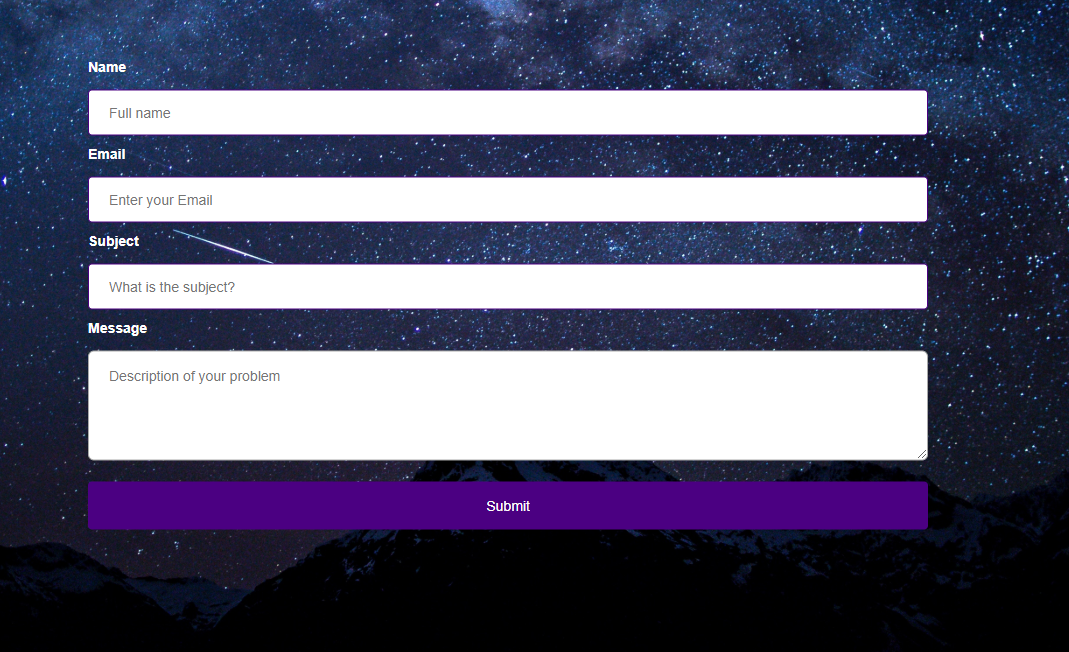 Name
Full name
Email
Enter your Email
Subject
What is the subject?
Message
Description of your problem
Submit